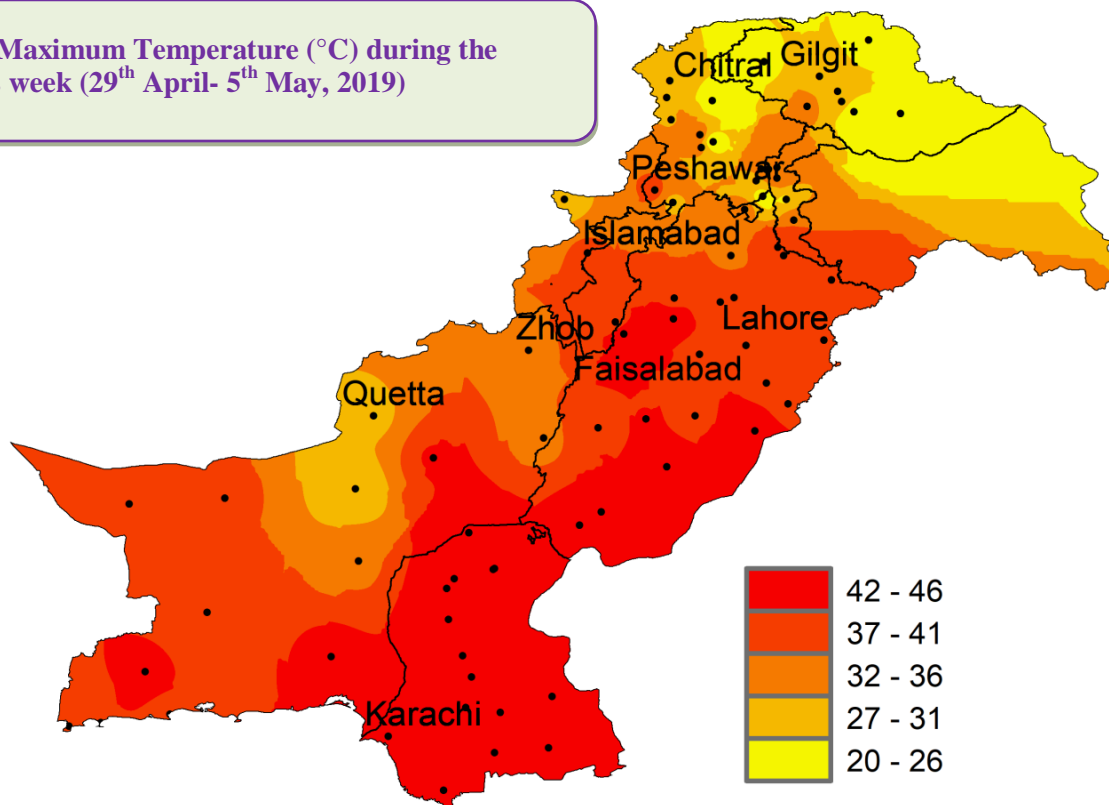 Maximum Temperature (°C) during the
week (29th April- 5th May, 2019)
Chitral
Gilgit
Peshawar
Islamabad
Zhob
Lahore
Faisalabad
Quetta
Karachi
42 - 46
37 - 41
32 - 36
27 - 31
20 - 26